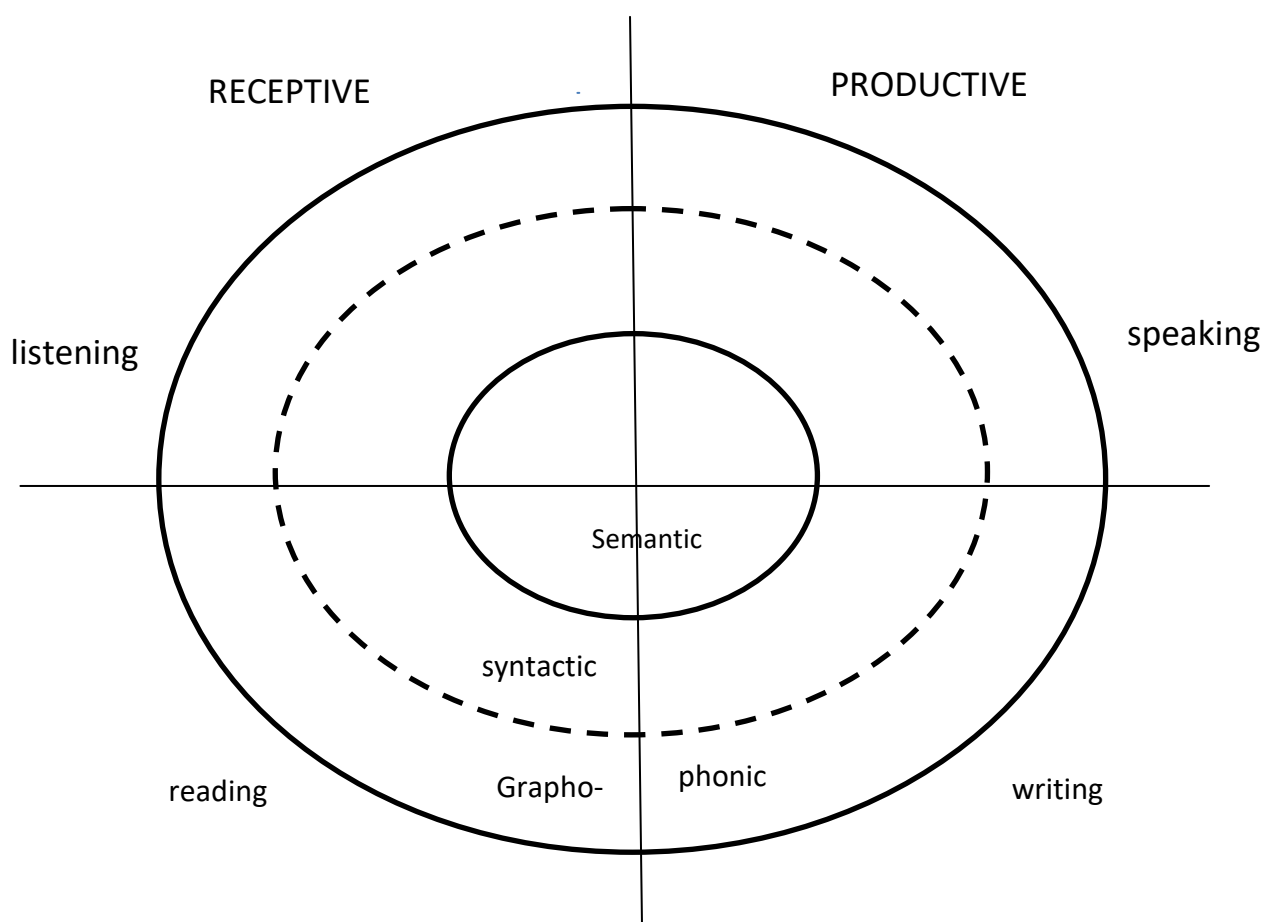 RECEPTIVE
PRODUCTIVE
listening
speaking
Semantic
syntactic
Grapho-
phonic
reading
writing